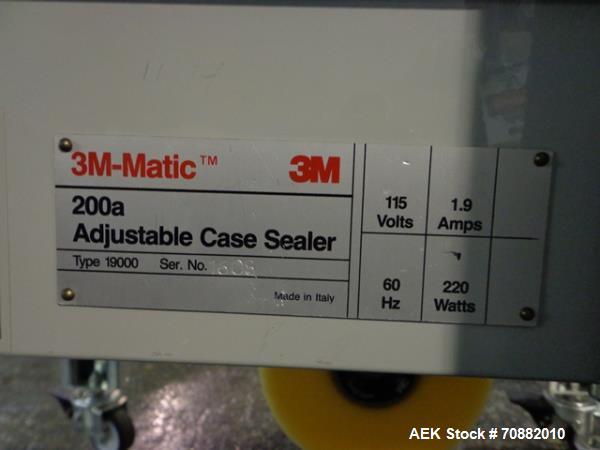 3M-Matic™ 3M
200a
Adjustable Case Sealer
Type 19000 Ser. No.
Made in Italy
115 Volts
1.9 Amps
60 Hz
220 Watts
AEK Stock # 70882010